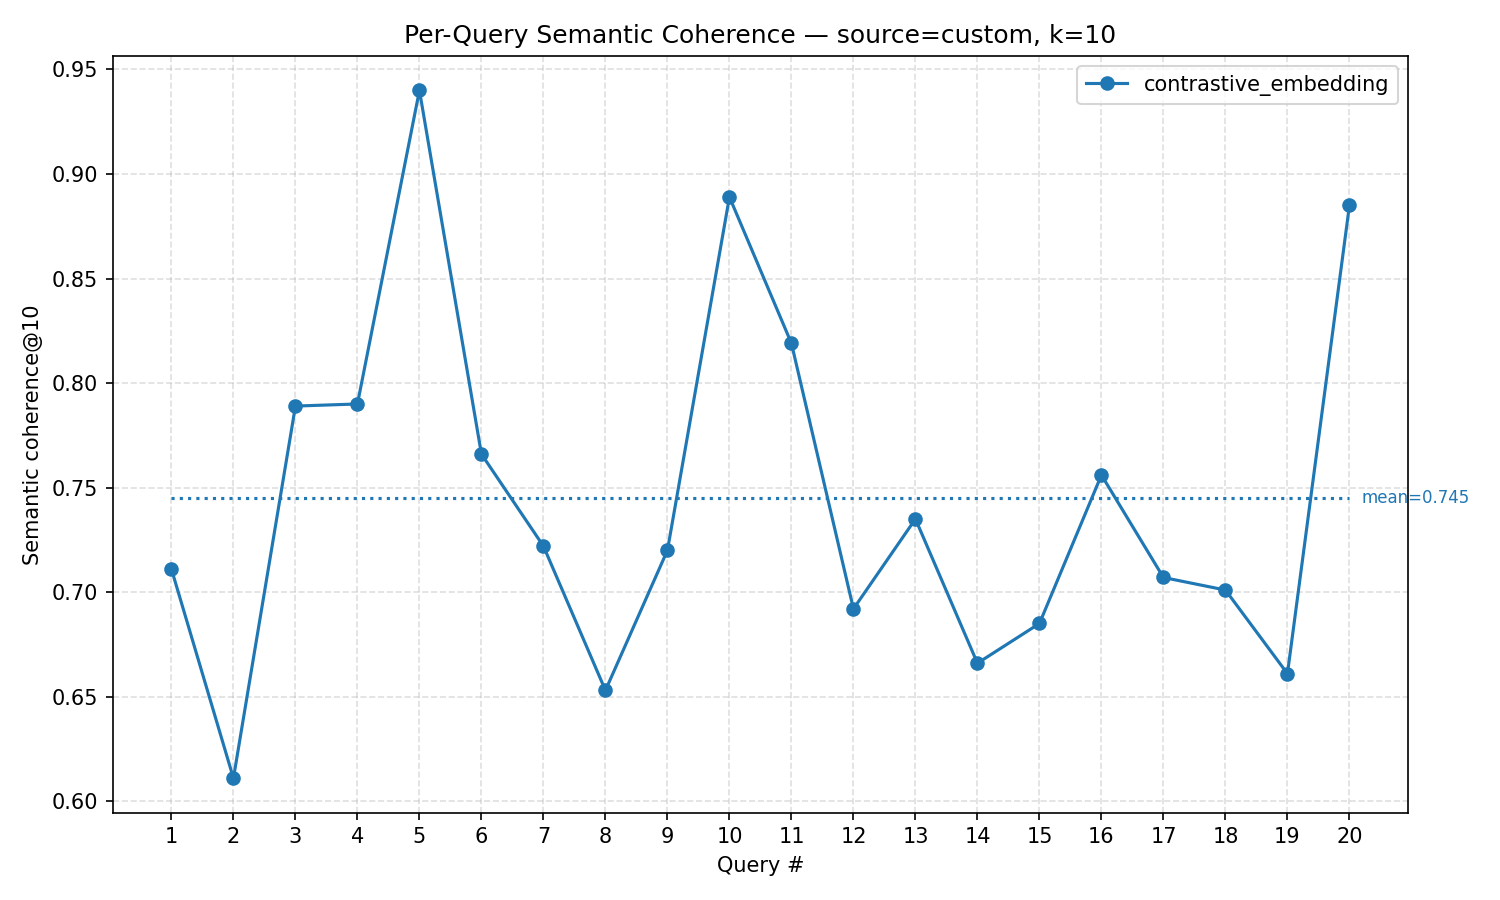 Per-Query Semantic Coherence — source=custom, k=10
contrastive_embedding
Semantic coherence@10
0.95
0.90
0.85
0.80
0.75
0.70
0.65
0.60
mean=0.745
1 2 3 4 5 6 7 8 9 10 11 12 13 14 15 16 17 18 19 20
Query #